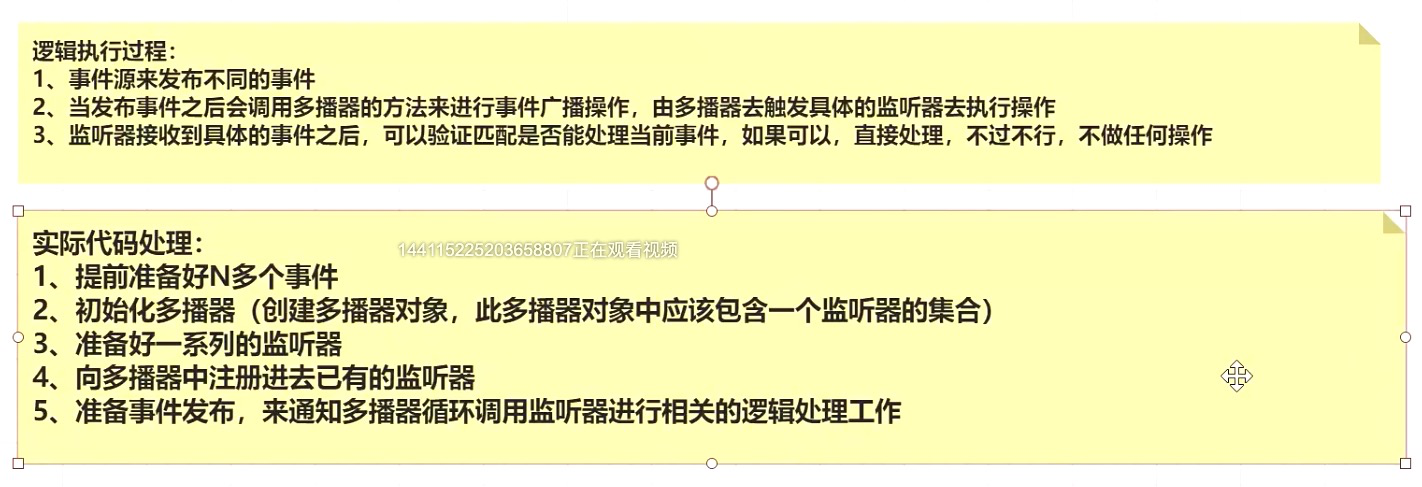 逻辑执行过程：
1、事件源来发布不同的事件
2、当发布事件之后会调用多播器的方法来进行事件广播操作，由多播器去触发具体的监听器去执行操作
3、监听器接收到具体的事件之后，可以验证匹配是否能处理当前事件，如果可以，直接处理，不过不行，不做任何操作
实际代码处理：
144115225203658807正在观看视频
1、提前准备好N多个事件
2、初始化多播器（创建多播器对象，此多播器对象中应该包含一个监听器的集合）
3、准备好一系列的监听器
4、向多播器中注册进去已有的监听器
5、准备事件发布，来通知多播器循环调用监听器进行相关的逻辑处理工作